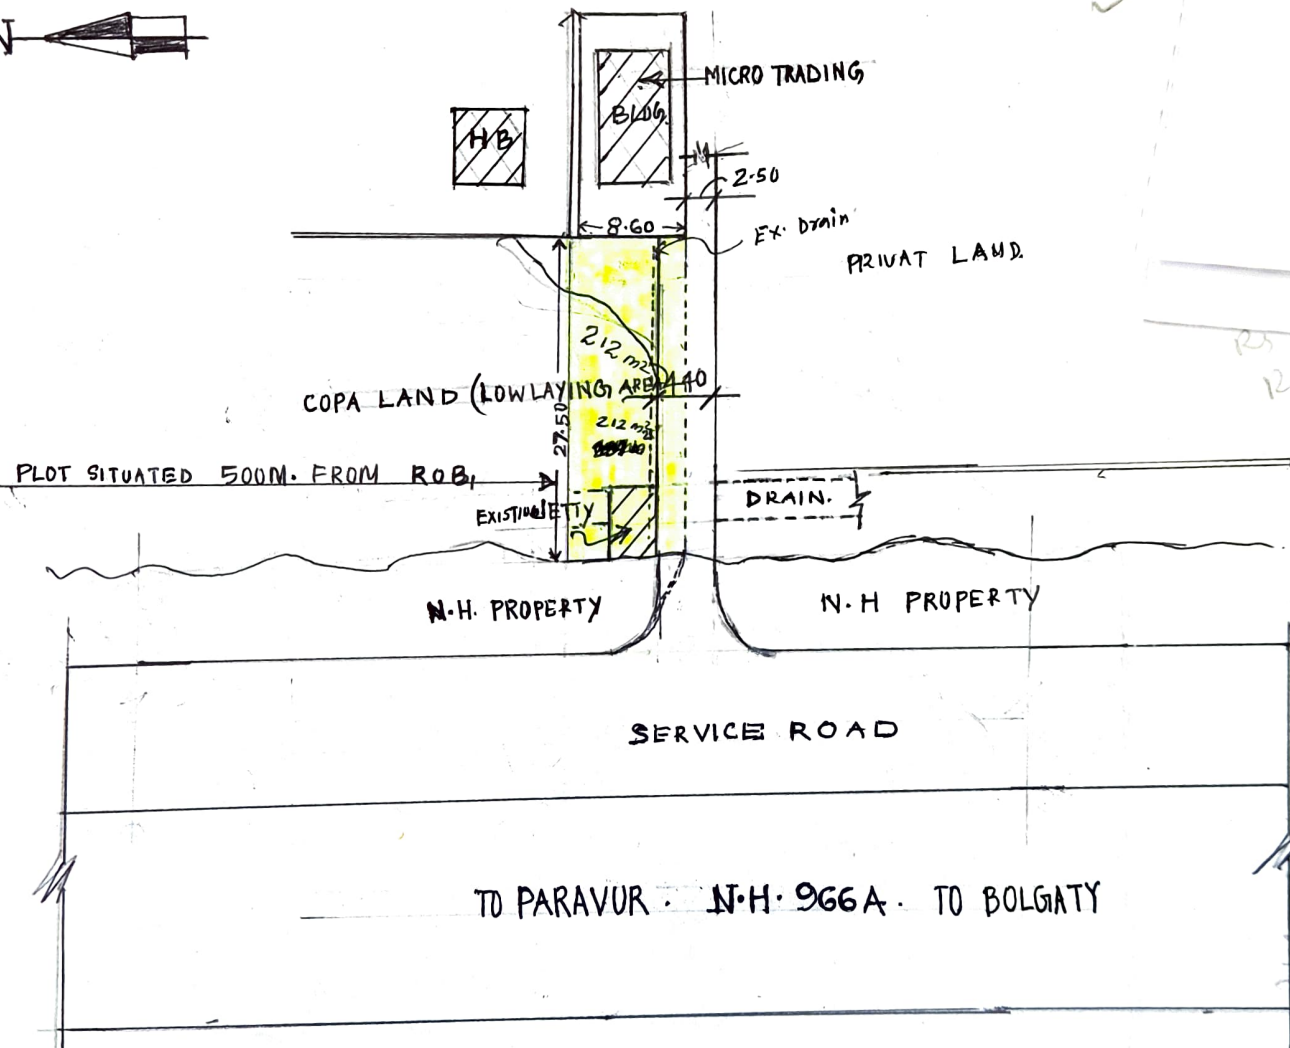 N
MICRO TRADING
BLDG.
H B
2.50
8.60
Ex. Drain
PRIVAT LAND.
212 m2
COPA LAND (LOWLAYING AREA
4.40
27.50
212 m2
PLOT SITUATED 500M. FROM ROB,
DRAIN.
EXISTING JETTY
N.H. PROPERTY
N.H PROPERTY
SERVICE ROAD
TO PARAVUR. N.H. 966A. TO BOLGATY